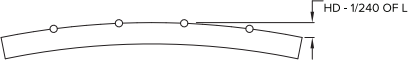 HD - 1/240 OF L